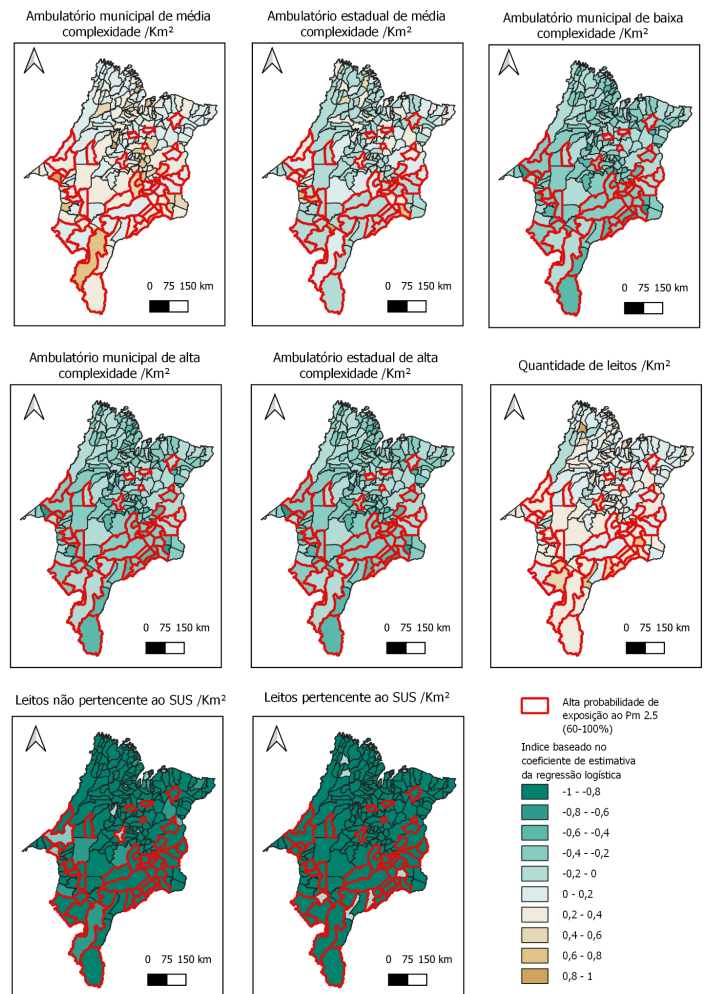 Ambulatório municipal de média
complexidade /Km²
Ambulatório estadual de média
complexidade /Km²
Ambulatório municipal de baixa
complexidade /Km²
0 75 150 km
0 75 150 km
0 75 150 km
Ambulatório municipal de alta
complexidade /Km²
Ambulatório estadual de alta
complexidade /Km²
Quantidade de leitos /Km²
0 75 150 km
0 75 150 km
0 75 150 km
Leitos não pertencente ao SUS /Km²
Leitos pertencente ao SUS /Km²
0 75 150 km
0 75 150 km
Alta probabilidade de
exposição ao Pm 2.5
(60-100%)
Indice baseado no
coeficiente de estimativa
da regressão logística
-1 - -0,8
-0,8 - -0,6
-0,6 - -0,4
-0,4 - -0,2
-0,2 - 0
0 - 0,2
0,2 - 0,4
0,4 - 0,6
0,6 - 0,8
0,8 - 1